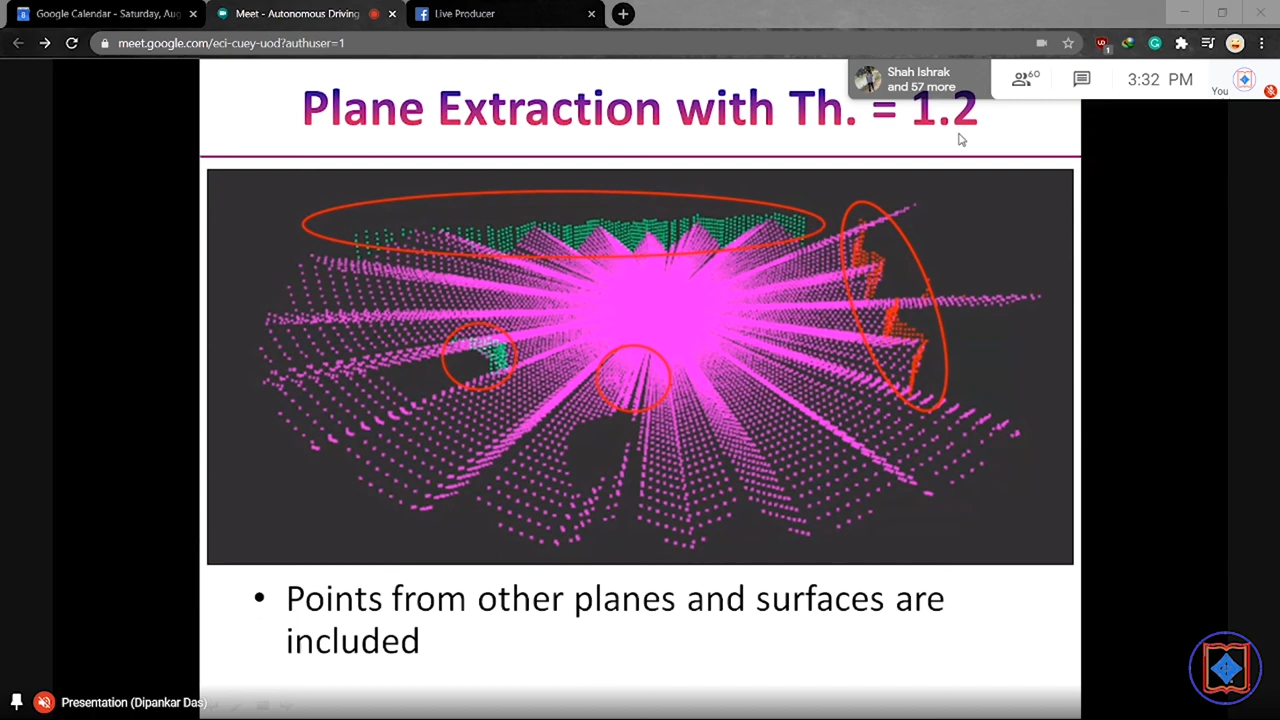 Google Calendar - Saturday, Aug
Meet - Autonomous Driving
Live Producer
meet.google.com/eci-cuey-uod?authuser=1
Shah Ishrak
and 57 more
60
3:32 PM
You
Plane Extraction with Th. = 1.2
• Points from other planes and surfaces are
included
Presentation (Dipankar Das)